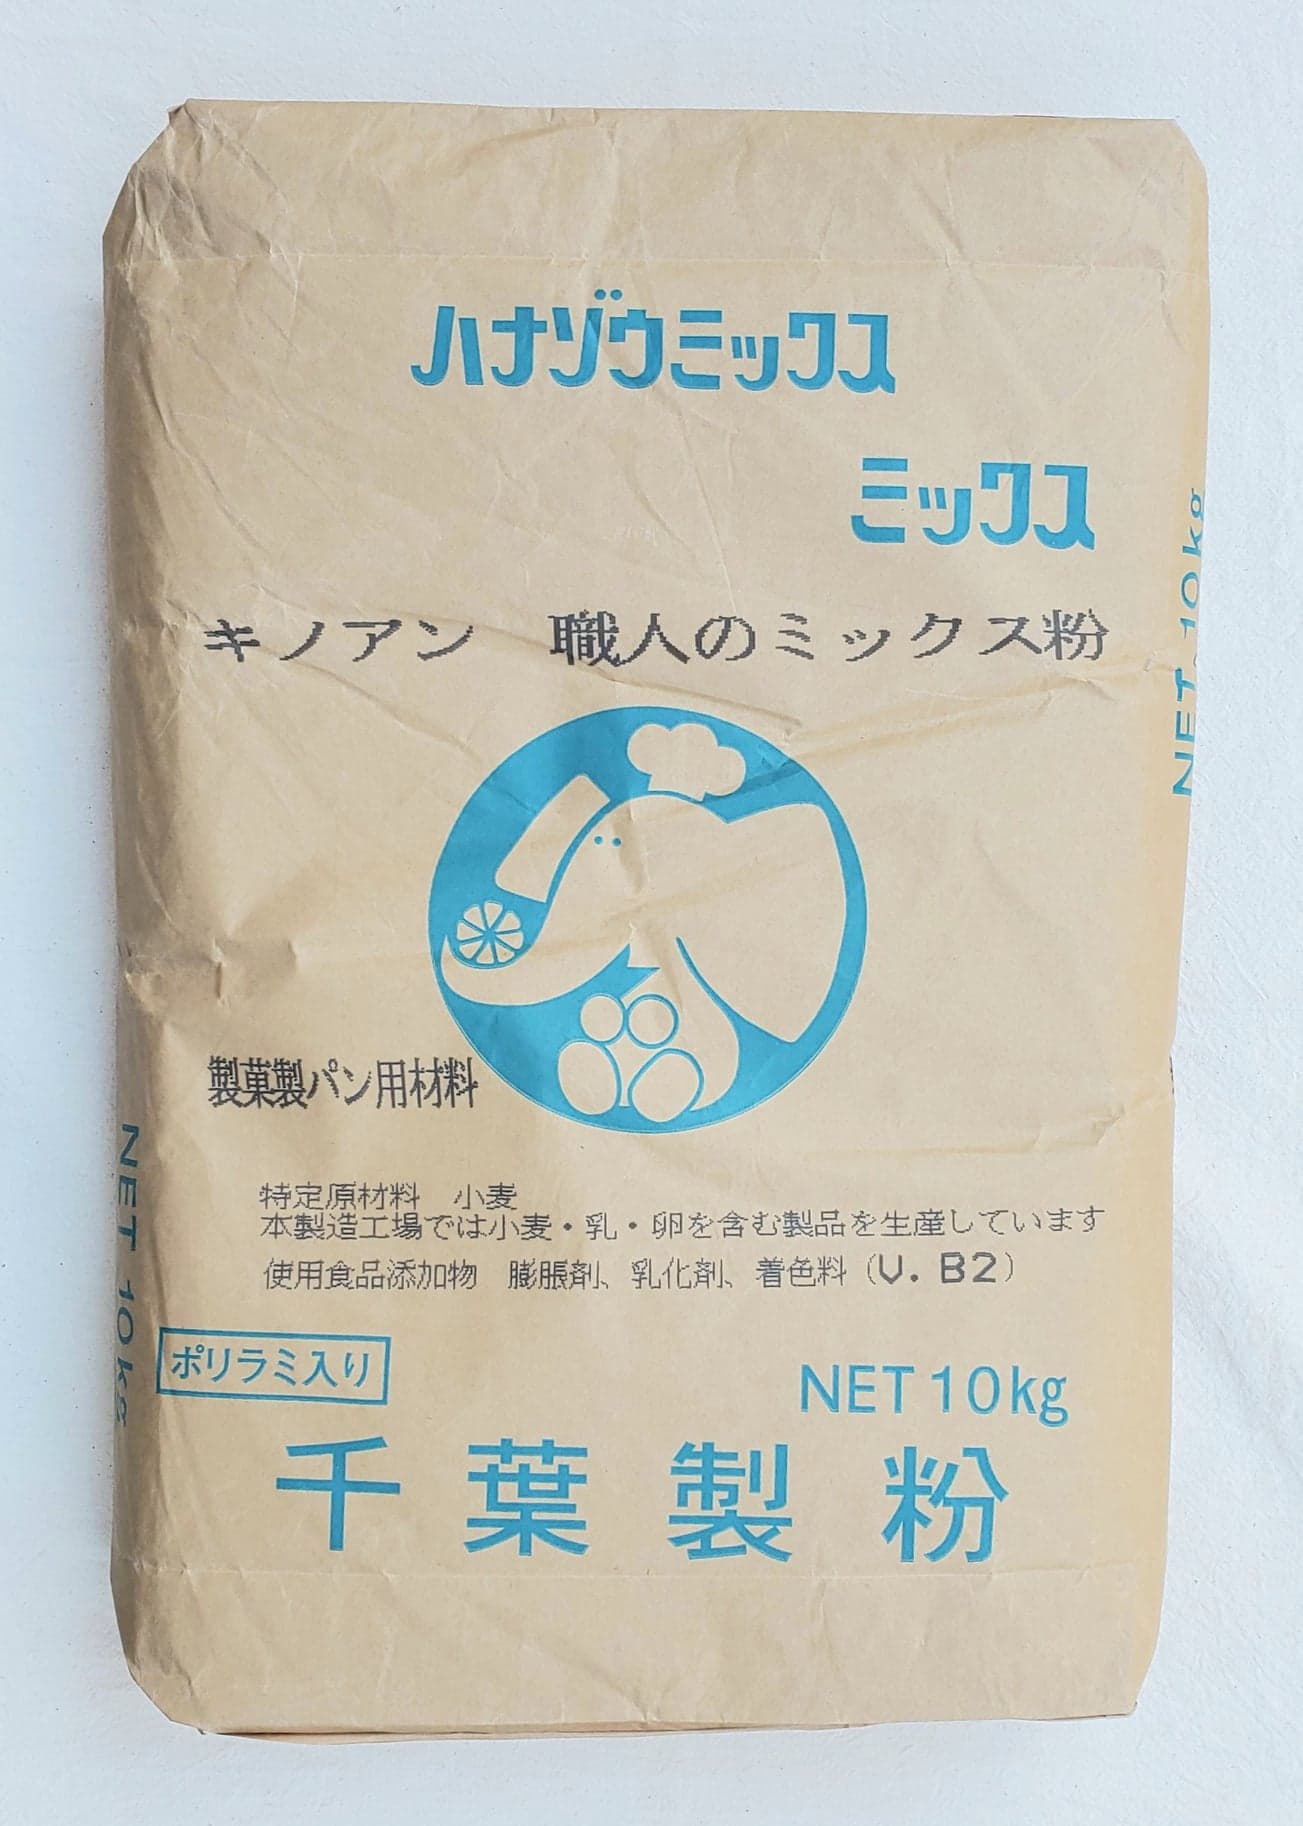 ハナゾウミックス
ミックス
キノアン　職人のミックス粉
製菓製パン用材料
特定原材料　小麦
本製造工場では小麦・乳・卵を含む製品を生産しています
使用食品添加物　膨脹剤、乳化剤、着色料（V. B2）
ポリラミ入り
NET 10kg
千葉製粉
NET 10kg
NET 10kg